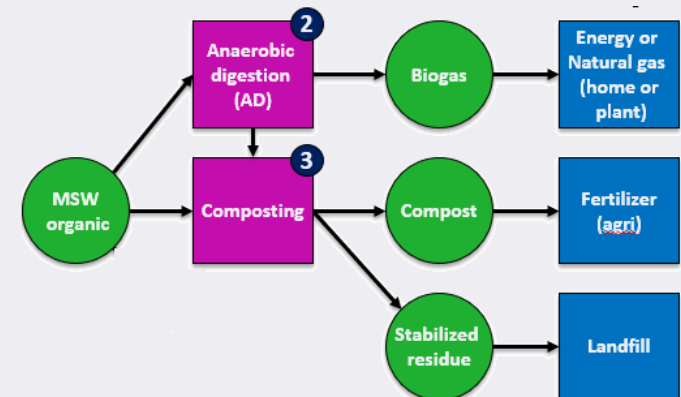 2
Anaerobic
digestion
(AD)
Biogas
Energy or
Natural gas
(home or
plant)
MSW
organic
3
Composting
Compost
Fertilizer
(agri)
Stabilized
residue
Landfill